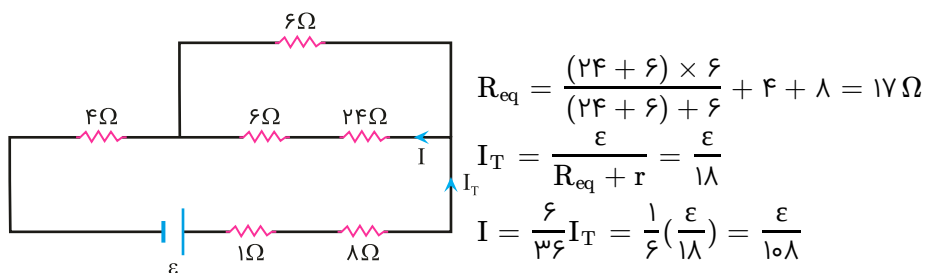 ۶Ω
۴Ω ۶Ω ۲۴Ω
I
I_T
ε ۱Ω ۸Ω
R_eq = ((۲۴ + ۶) × ۶) / ((۲۴ + ۶) + ۶) + ۴ + ۸ = ۱۷ Ω
I_T = ε / (R_eq + r) = ε / ۱۸
I = ۶/۳۶ I_T = ۱/۶ (ε/۱۸) = ε/۱۰۸